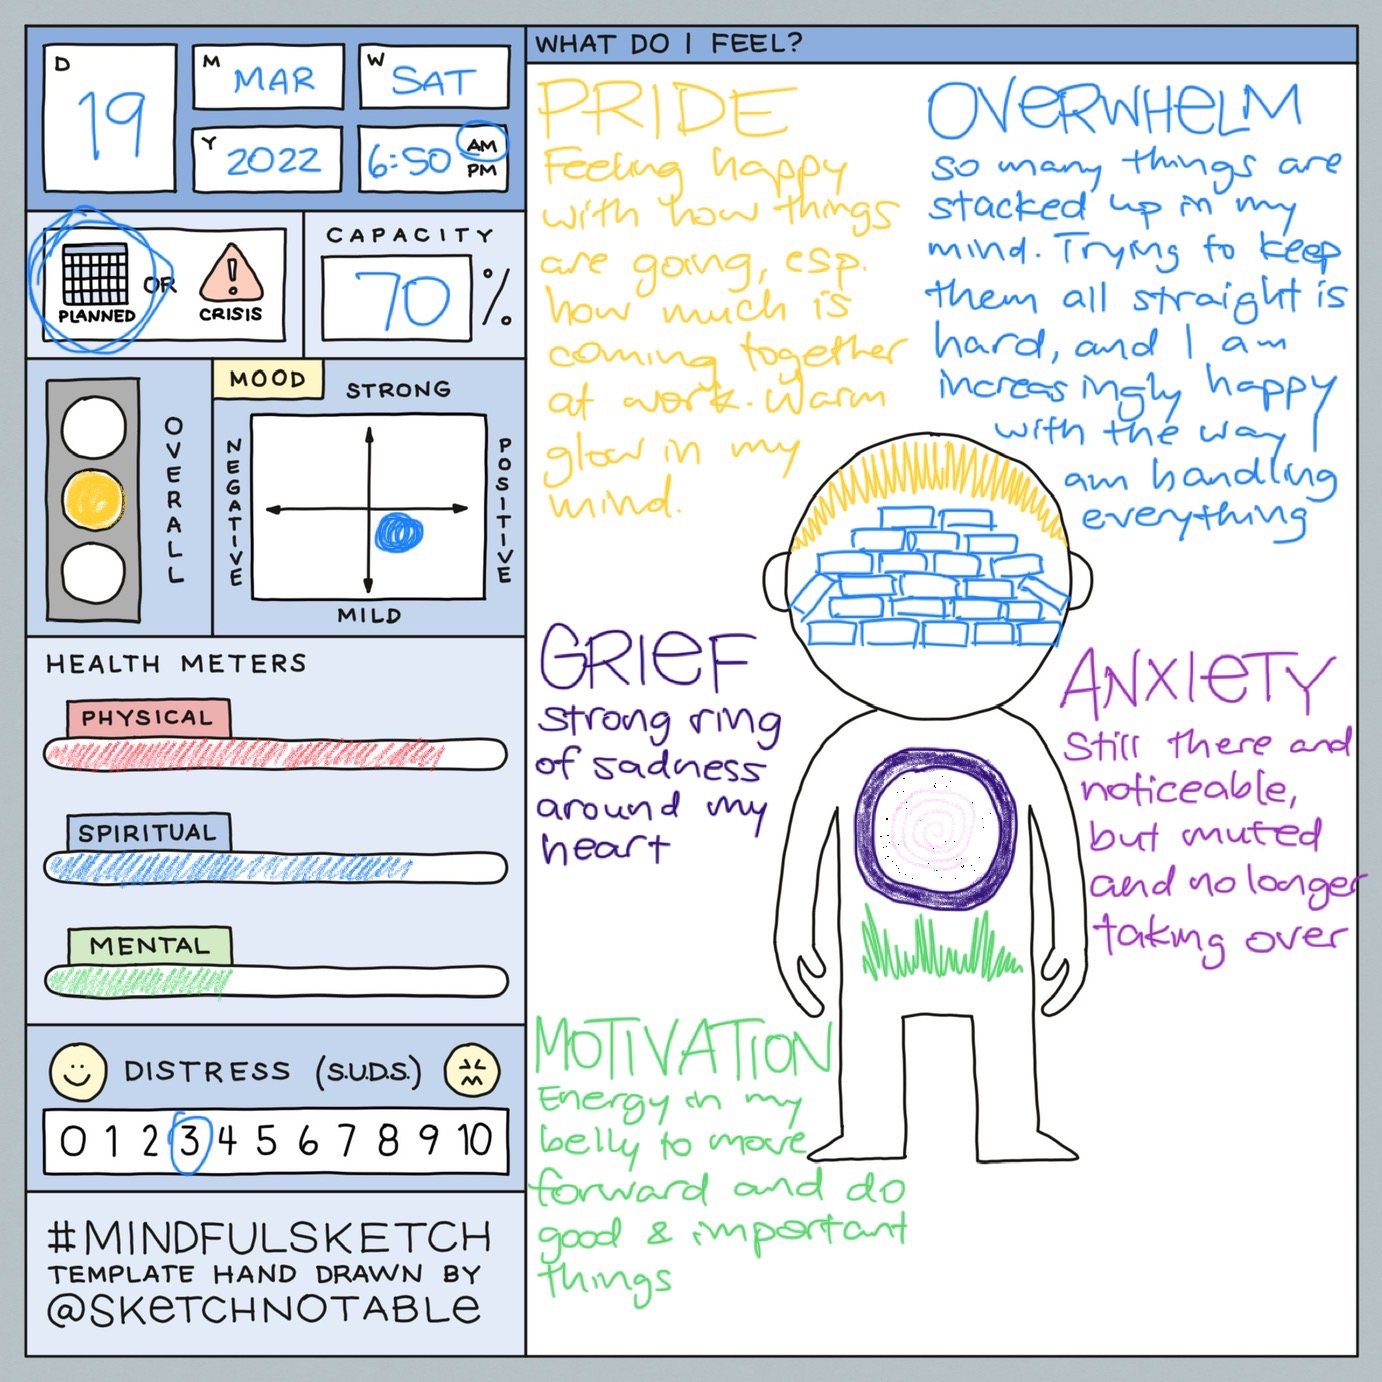 D
19
M
MAR
W
SAT
Y
2022
6:50
AM
PM
PLANNED
OR
CRISIS
CAPACITY
70 %
OVERALL
MOOD
STRONG
NEGATIVE
POSITIVE
MILD
HEALTH METERS
PHYSICAL
SPIRITUAL
MENTAL
DISTRESS (S.U.D.S.)
0 1 2 3 4 5 6 7 8 9 10
#MINDFULSKETCH
TEMPLATE HAND DRAWN BY
@SKETCHNOTABLE
WHAT DO I FEEL?
PRIDE
Feeling happy
with how things
are going, esp.
how much is
coming together
at work. Warm
glow in my
mind.
OVERWHELM
so many things are
stacked up in my
mind. Trying to keep
them all straight is
hard, and I am
increasingly happy
with the way I
am handling
everything
GRIEF
strong ring
of sadness
around my
heart
ANXIETY
Still there and
noticeable,
but muted
and no longer
taking over
MOTIVATION
Energy in my
belly to move
forward and do
good & important
things